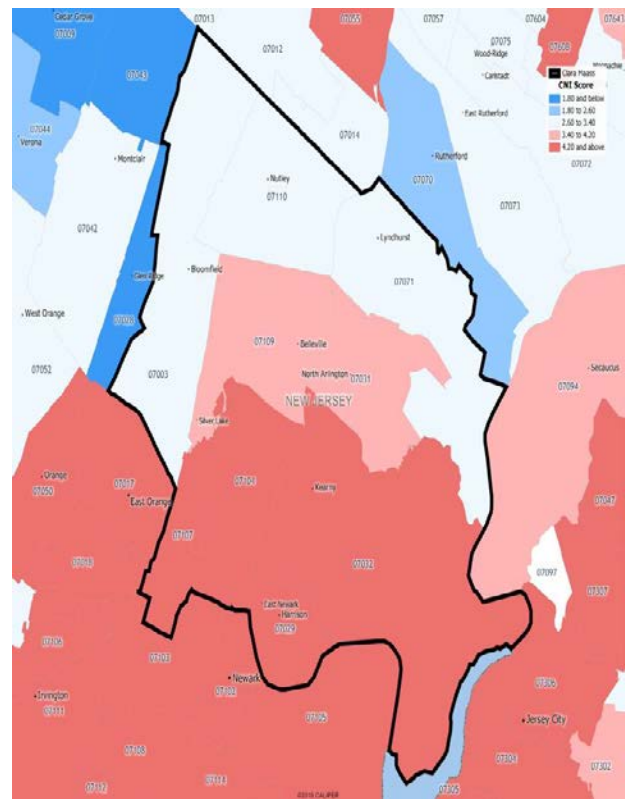 Cedar Grove
07009
07013
07012
07055
07057
07604
07643
07075
Wood-Ridge
07608
Carlstadt
07043
07044
Verona
Montclair
07014
East Rutherford
Rutherford
07070
07072
Clara Maass
CNI Score
1.80 and below
1.80 to 2.60
2.60 to 3.40
3.40 to 4.20
4.20 and above
Nutley
07110
07073
07042
Lyndhurst
Glen Ridge
07028
Bloomfield
07071
West Orange
07052
07003
07109
Belleville
North Arlington
07031
NEW JERSEY
Secaucus
07094
Silver Lake
Orange
07050
07017
East Orange
07104
Kearny
07047
07107
07032
07018
07097
07307
East Newark
Harrison
07029
07106
07103
Newark
07102
Irvington
07111
07105
07306
Jersey City
07108
07304
07302
07112
07114
07305
©2019 CALIPER